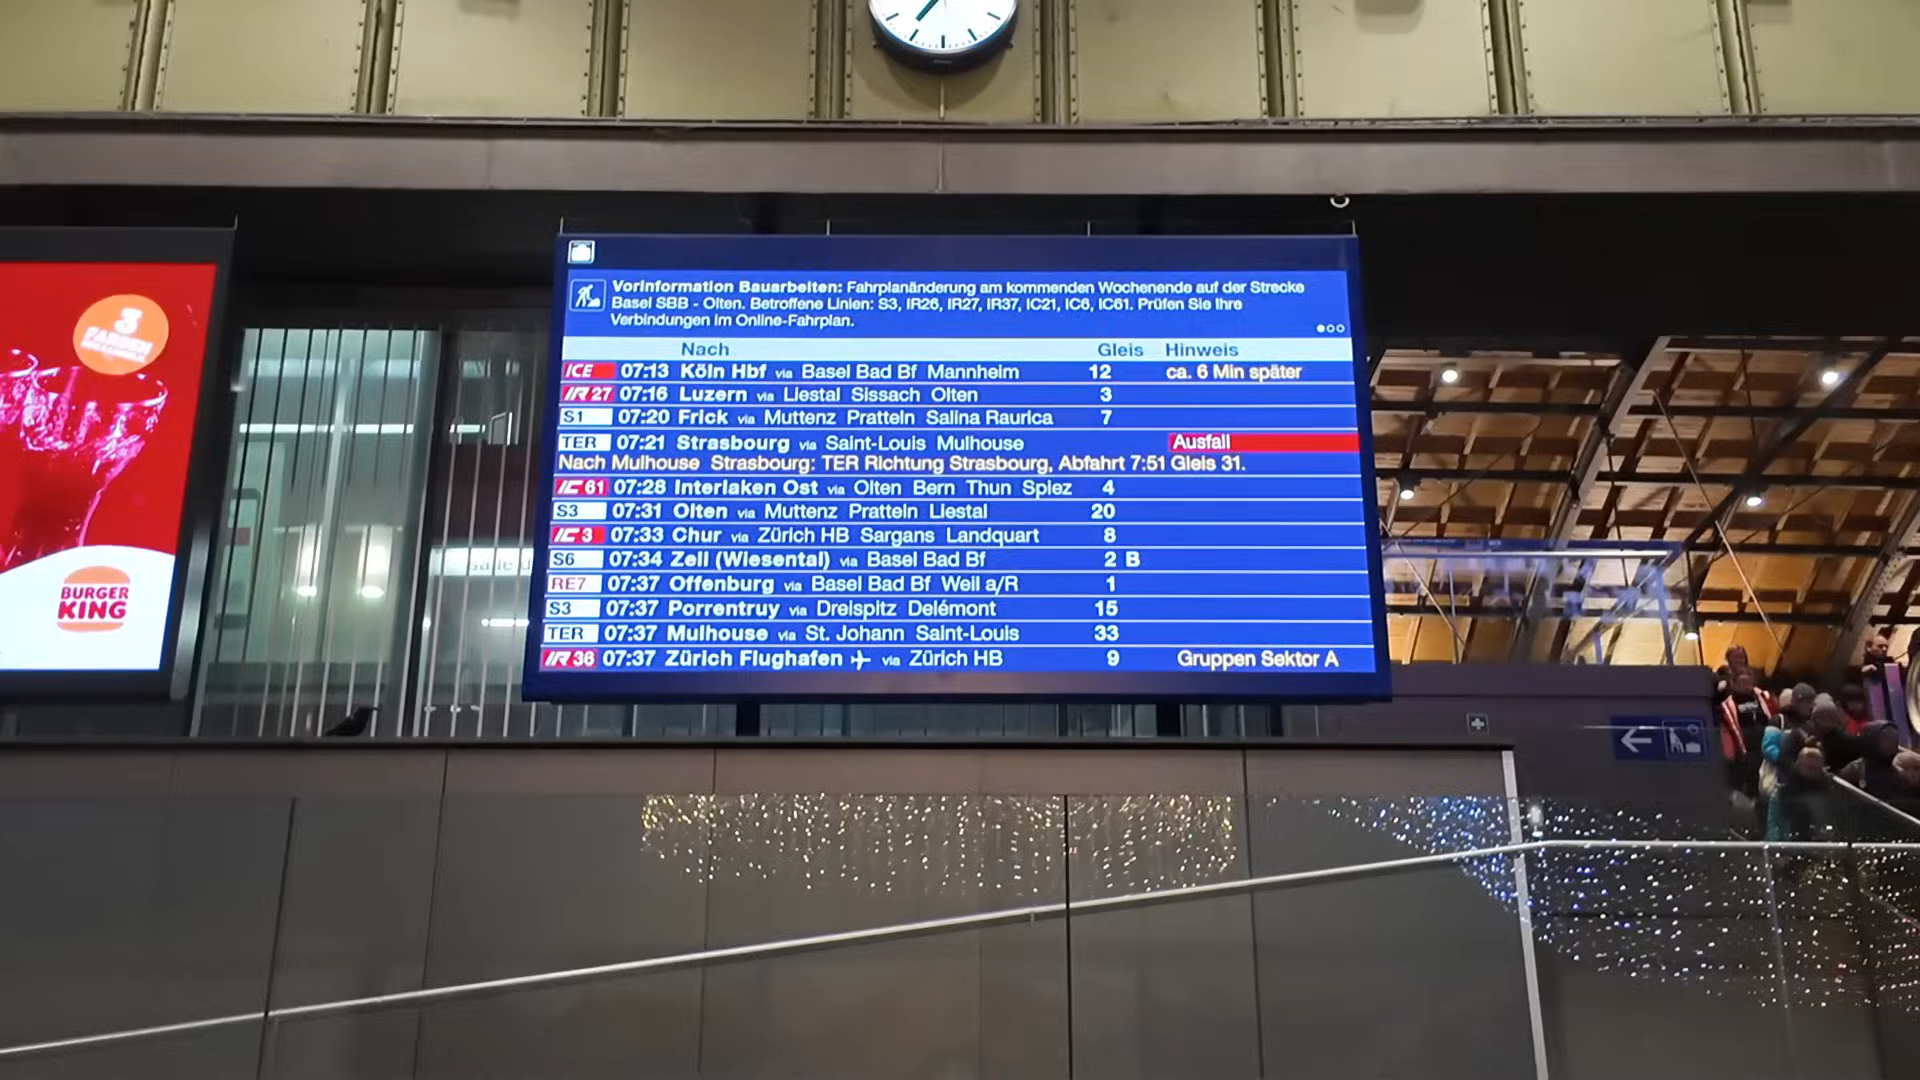 Vorinformation Bauarbeiten: Fahrplanänderung am kommenden Wochenende auf der Strecke
Basel SBB - Olten. Betroffene Linien: S3, IR26, IR27, IR37, IC21, IC6, IC61. Prüfen Sie Ihre
Verbindungen im Online-Fahrplan.
Nach Gleis Hinweis
ICE 07:13 Köln Hbf via Basel Bad Bf Mannheim 12 ca. 6 Min später
IR 27 07:16 Luzern via Liestal Sissach Olten 3
S1 07:20 Frick via Muttenz Pratteln Salina Raurica 7
TER 07:21 Strasbourg via Saint-Louis Mulhouse Ausfall
Nach Mulhouse Strasbourg: TER Richtung Strasbourg, Abfahrt 7:51 Gleis 31.
IC 61 07:28 Interlaken Ost via Olten Bern Thun Spiez 4
S3 07:31 Olten via Muttenz Pratteln Liestal 20
IC 3 07:33 Chur via Zürich HB Sargans Landquart 8
S6 07:34 Zell (Wiesental) via Basel Bad Bf 2 B
RE7 07:37 Offenburg via Basel Bad Bf Weil a/R 1
S3 07:37 Porrentruy via Dreispitz Delémont 15
TER 07:37 Mulhouse via St. Johann Saint-Louis 33
IR 36 07:37 Zürich Flughafen via Zürich HB 9 Gruppen Sektor A
3
FARBEN
BURGER
KING